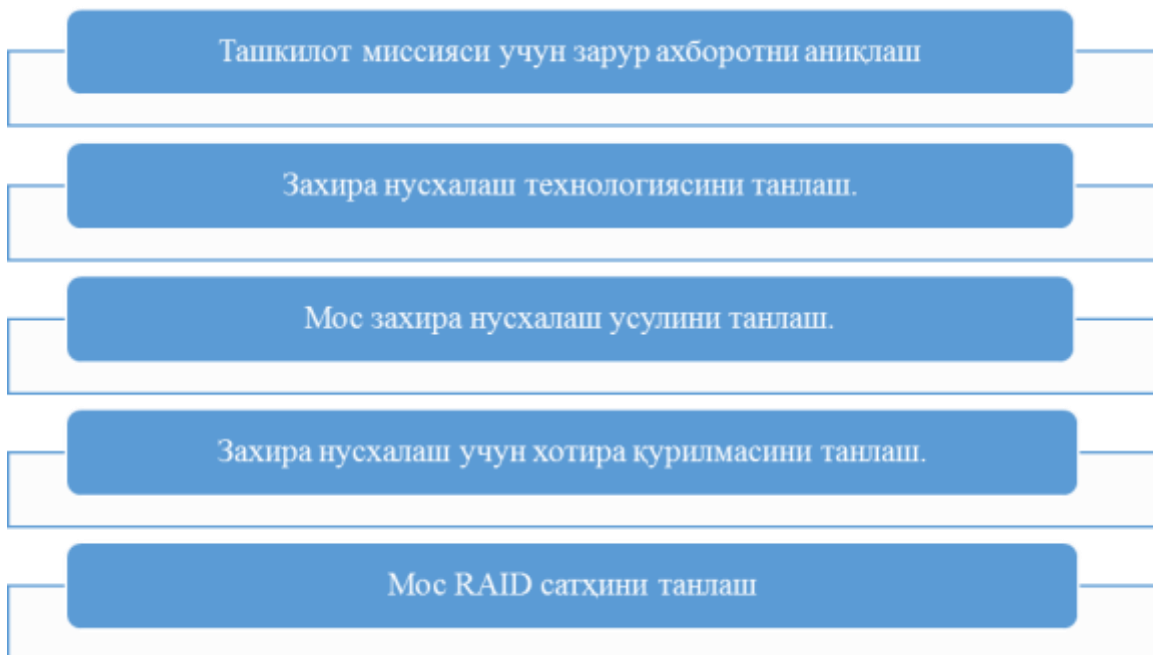 Ташкилот миссияси учун зарур ахборотни аниқлаш
Захира нусхалаш технологиясини танлаш.
Мос захира нусхалаш усулини танлаш.
Захира нусхалаш учун хотира қурилмасини танлаш.
Мос RAID сатҳини танлаш